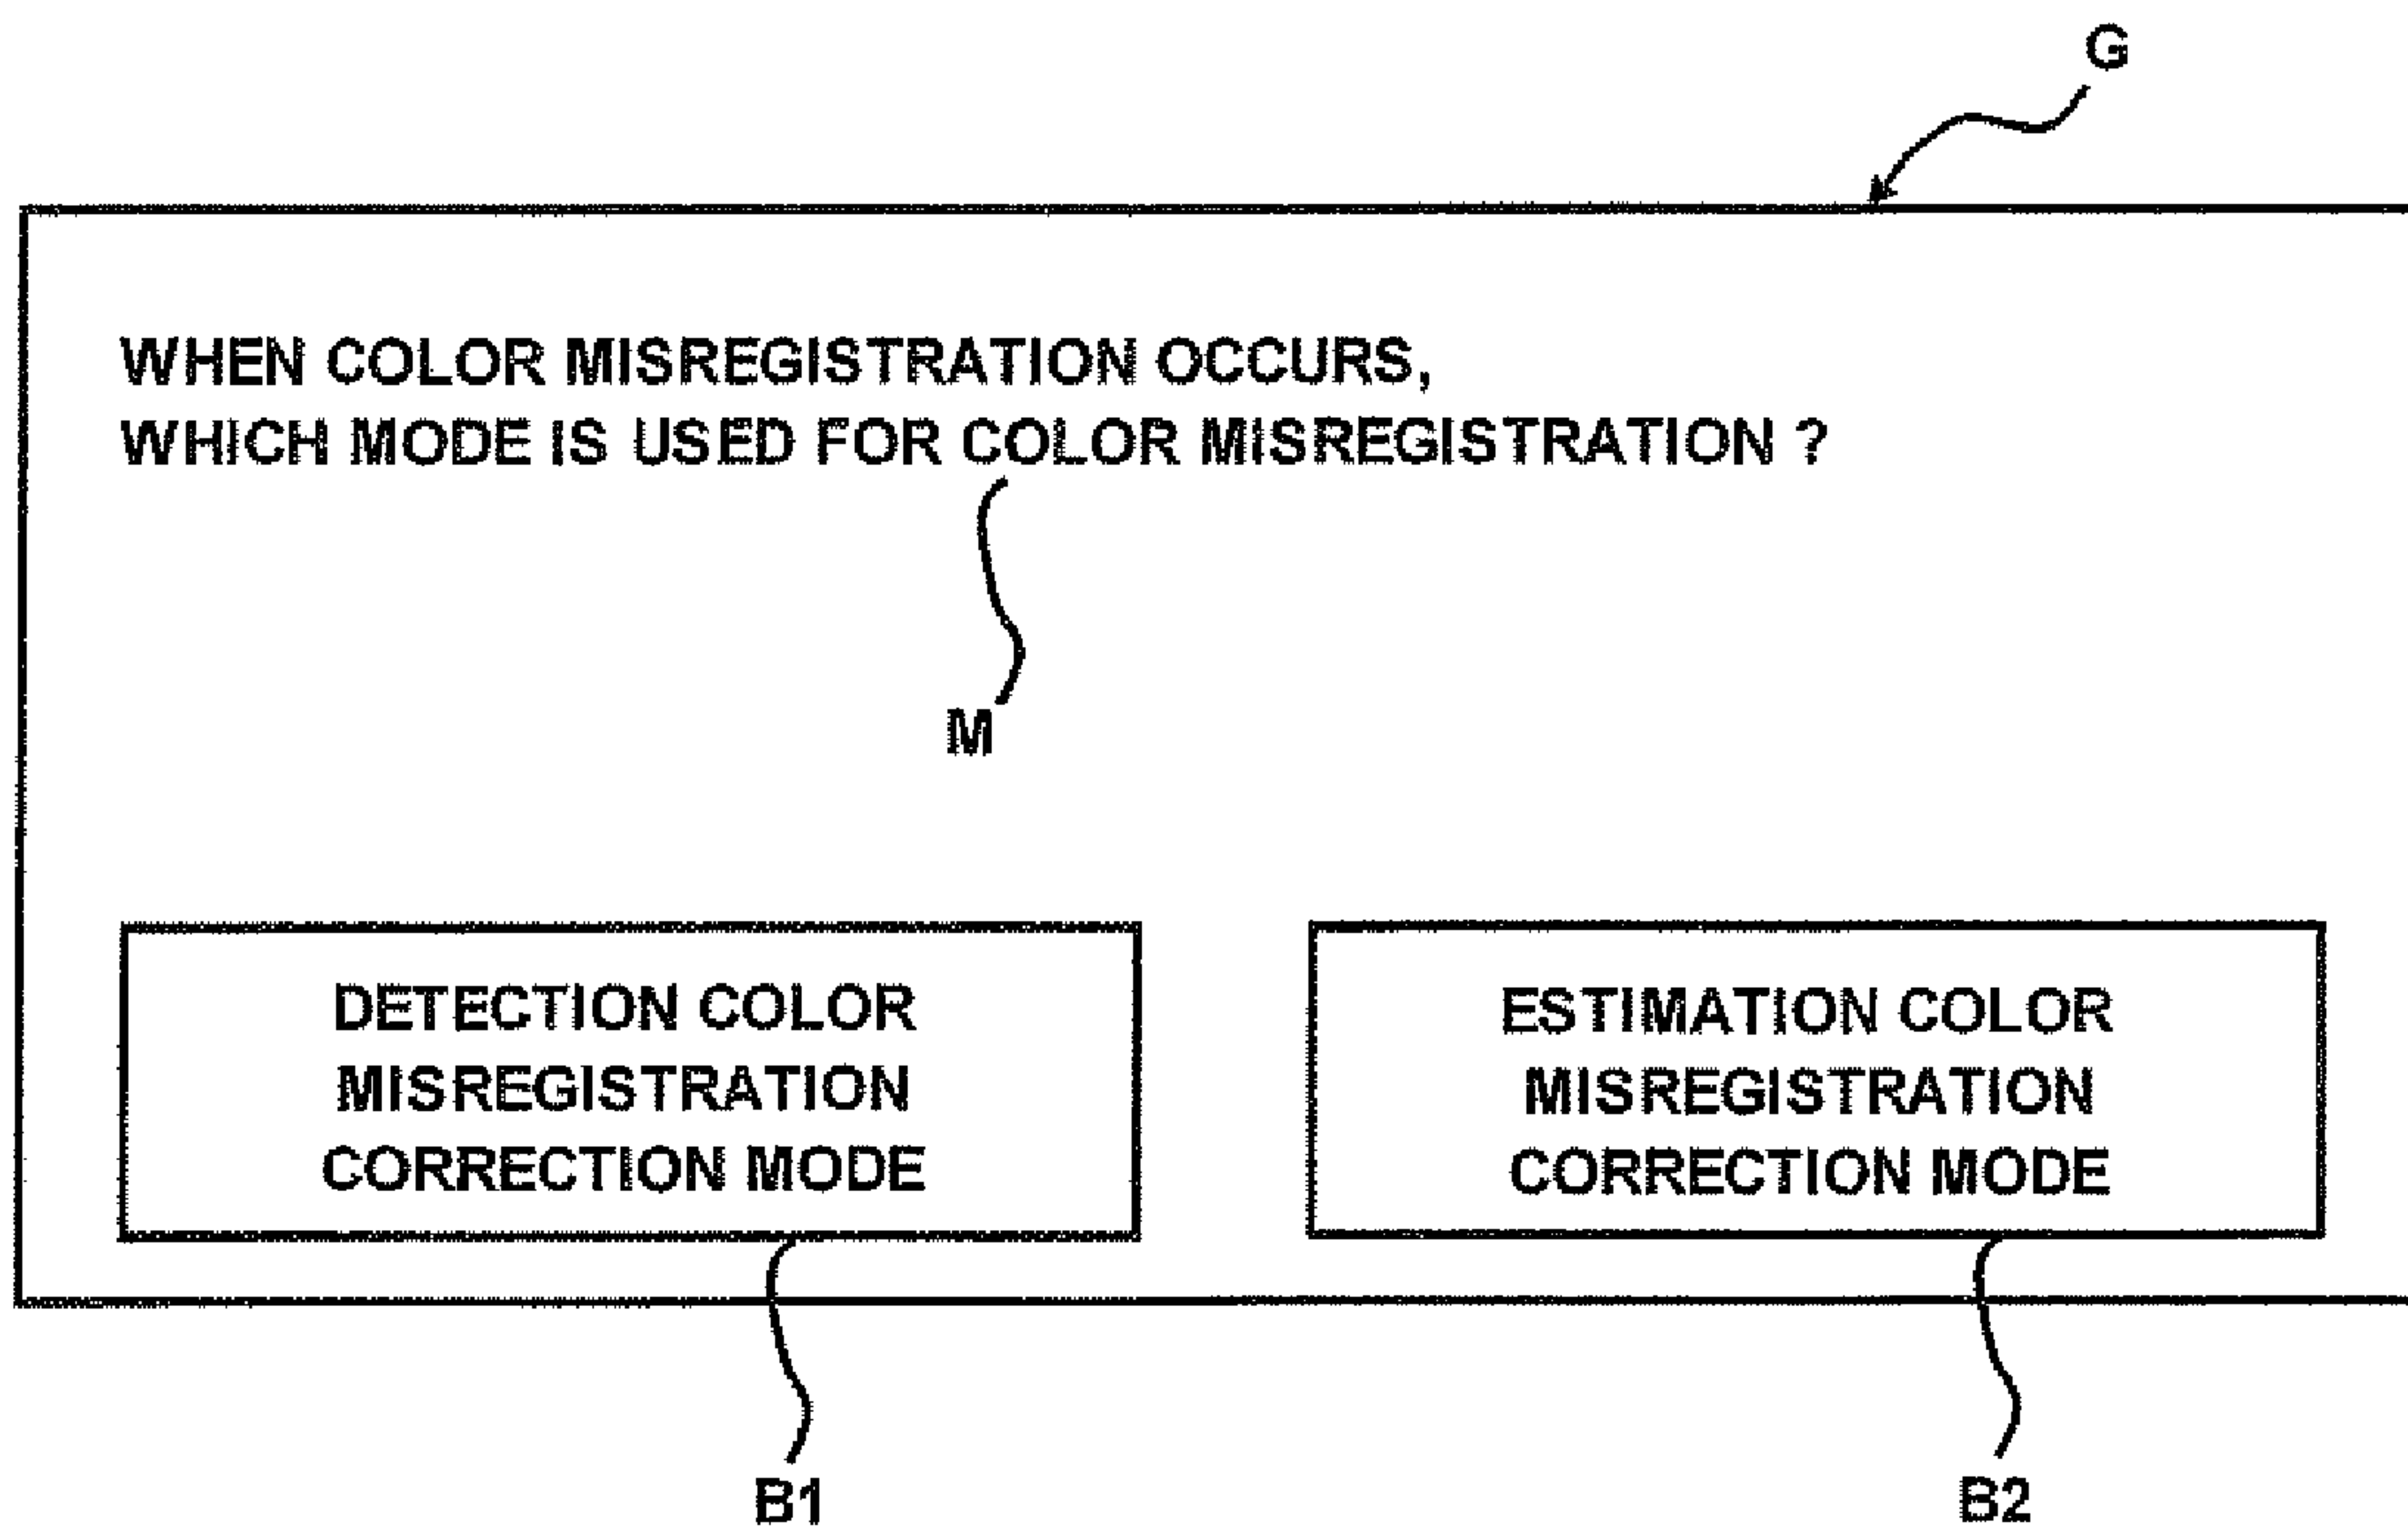 G
WHEN COLOR MISREGISTRATION OCCURS,
WHICH MODE IS USED FOR COLOR MISREGISTRATION ?
M
DETECTION COLOR
MISREGISTRATION
CORRECTION MODE
ESTIMATION COLOR
MISREGISTRATION
CORRECTION MODE
B1
B2